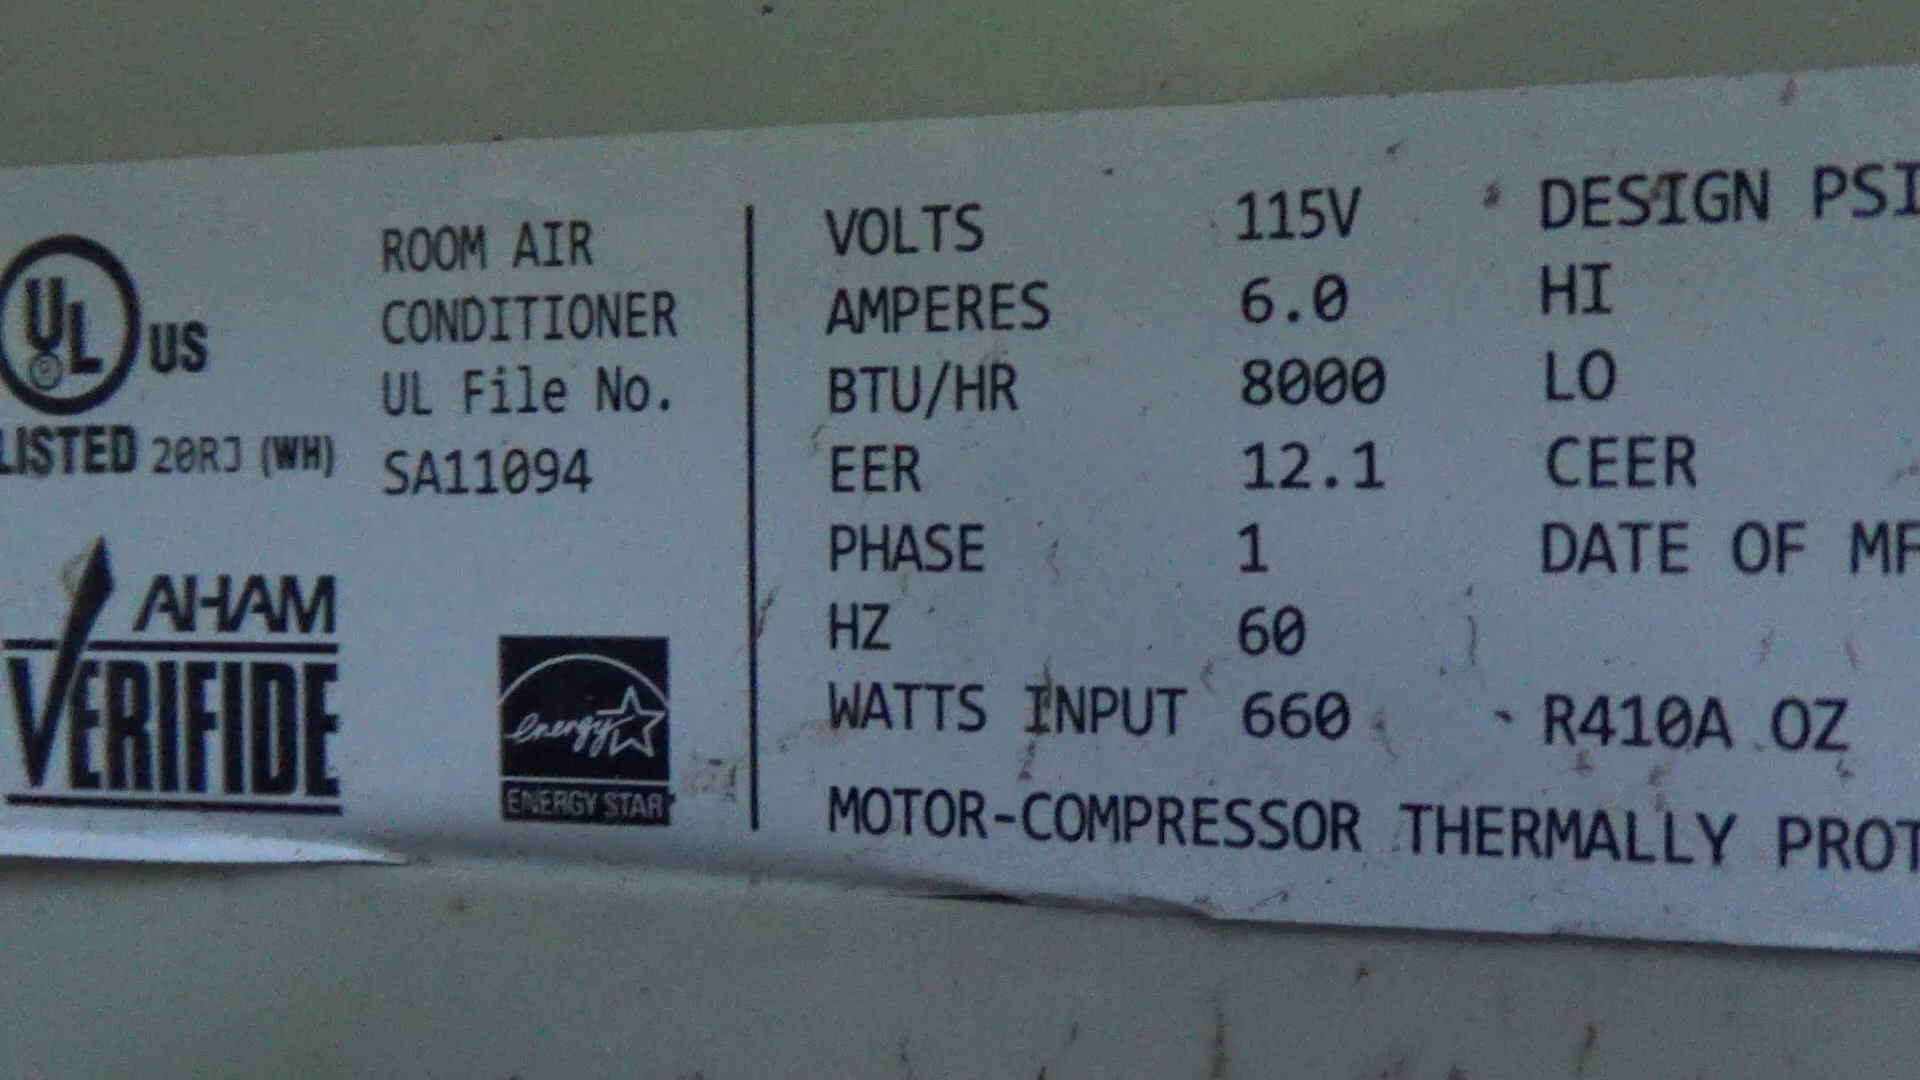 UL US
LISTED 20RJ (WH)
AHAM
VERIFIDE
ROOM AIR
CONDITIONER
UL File No.
SA11094
energy
ENERGY STAR
VOLTS 115V
AMPERES 6.0
BTU/HR 8000
EER 12.1
PHASE 1
HZ 60
WATTS INPUT 660
MOTOR-COMPRESSOR THERMALLY PROT
DESIGN PSI
HI
LO
CEER
DATE OF MF
R410A OZ